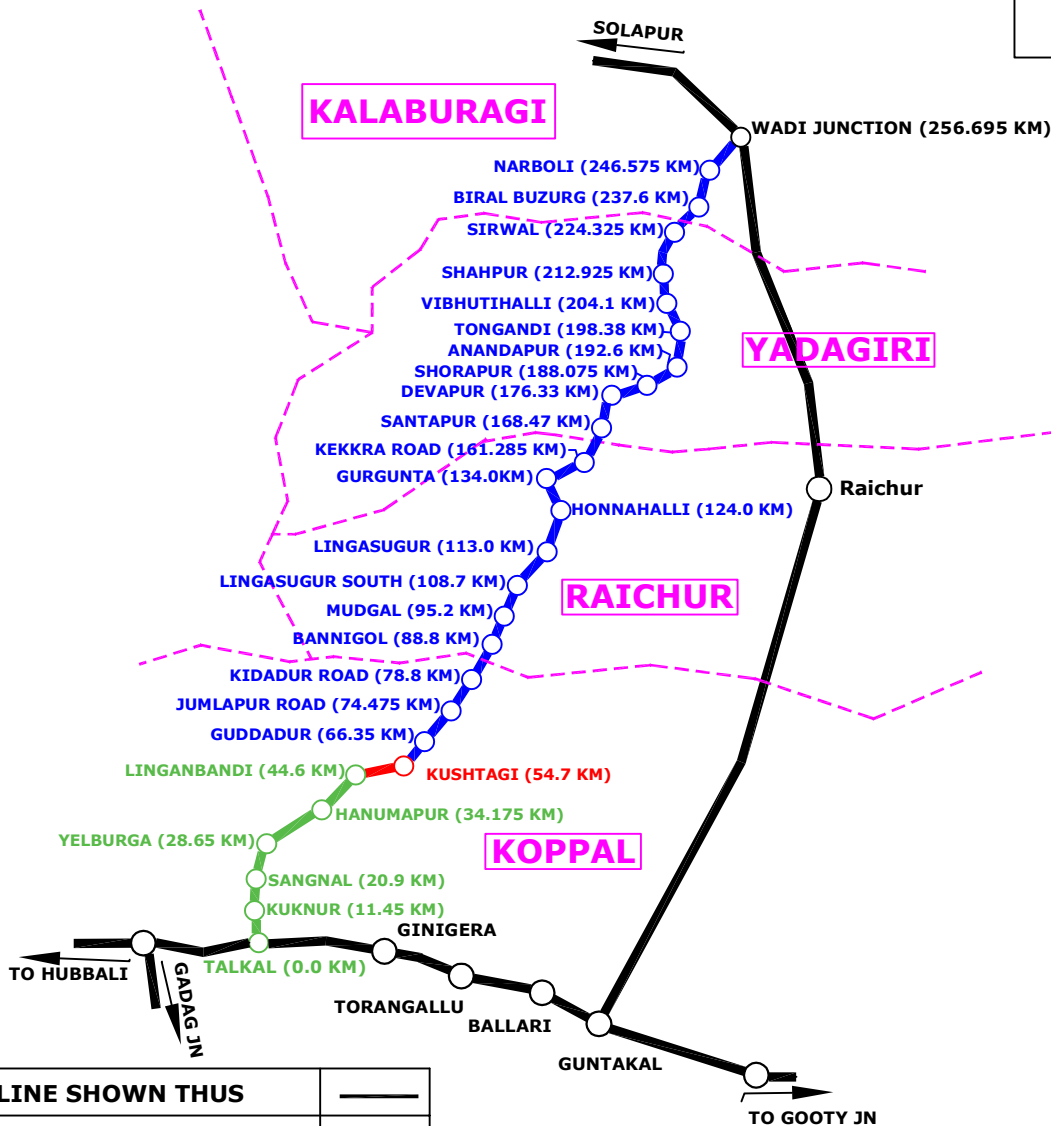 SOLAPUR
KALABURAGI
WADI JUNCTION (256.695 KM)
NARBOLI (246.575 KM)
BIRAL BUZURG (237.6 KM)
SIRWAL (224.325 KM)
SHAHPUR (212.925 KM)
VIBHUTIHALLI (204.1 KM)
TONGANDI (198.38 KM)
YADAGIRI
ANANDAPUR (192.6 KM)
SHORAPUR (188.075 KM)
DEVAPUR (176.33 KM)
SANTAPUR (168.47 KM)
KEKKRA ROAD (161.285 KM)
GURGUNTA (134.0KM)
Raichur
HONNAHALLI (124.0 KM)
LINGASUGUR (113.0 KM)
LINGASUGUR SOUTH (108.7 KM)
RAICHUR
MUDGAL (95.2 KM)
BANNIGOL (88.8 KM)
KIDADUR ROAD (78.8 KM)
JUMLAPUR ROAD (74.475 KM)
GUDDADUR (66.35 KM)
LINGANBANDI (44.6 KM)
KUSHTAGI (54.7 KM)
HANUMAPUR (34.175 KM)
YELBURGA (28.65 KM)
KOPPAL
SANGNAL (20.9 KM)
KUKNUR (11.45 KM)
GINIGERA
TALKAL (0.0 KM)
TO HUBBALI
GADAG JN
TORANGALLU
BALLARI
GUNTAKAL
LINE SHOWN THUS
TO GOOTY JN